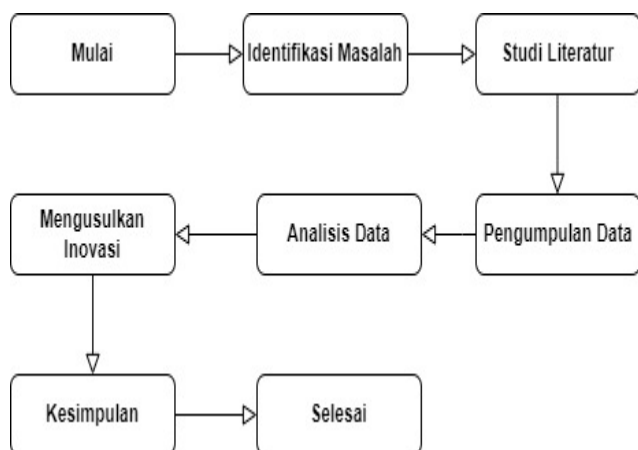 Mulai
Identifikasi Masalah
Studi Literatur
Pengumpulan Data
Analisis Data
Mengusulkan
Inovasi
Kesimpulan
Selesai